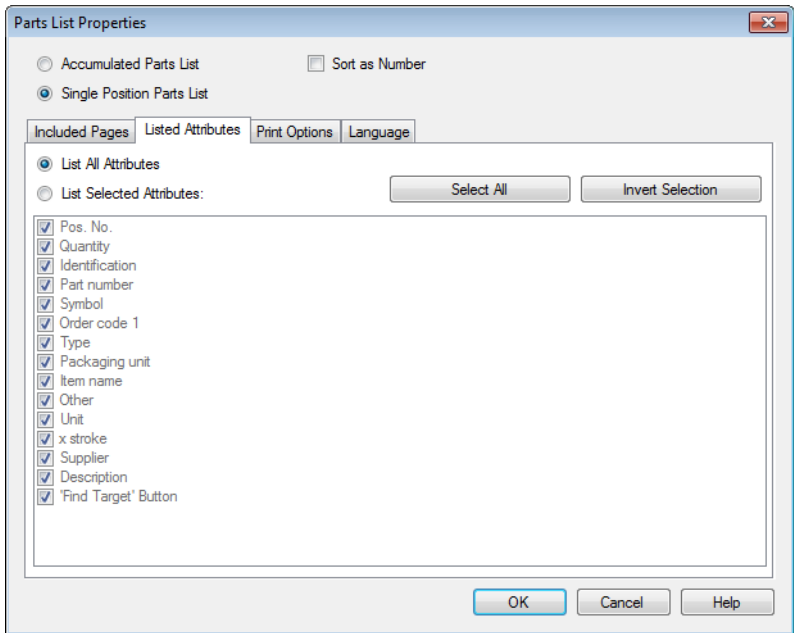 Parts List Properties
Accumulated Parts List Sort as Number
Single Position Parts List
Included Pages Listed Attributes Print Options Language
List All Attributes
List Selected Attributes: Select All Invert Selection
Pos. No.
Quantity
Identification
Part number
Symbol
Order code 1
Type
Packaging unit
Item name
Other
Unit
x stroke
Supplier
Description
'Find Target' Button
OK Cancel Help